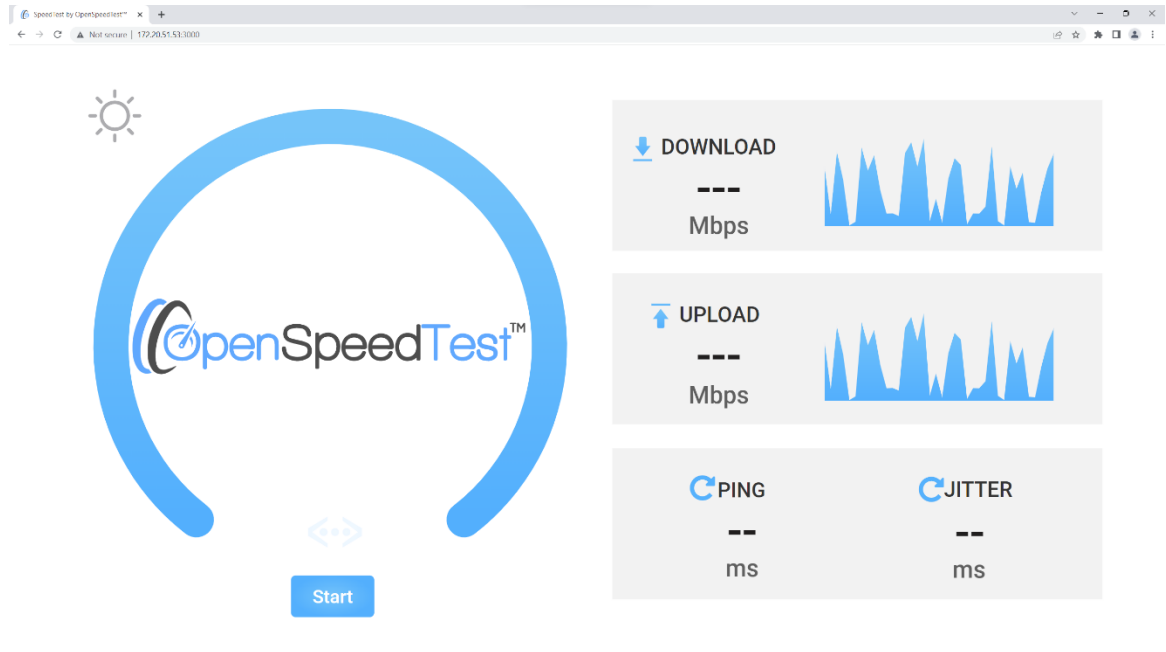 SpeedTest by OpenSpeedTest™
Not secure | 172.20.51.53:3000
OpenSpeedTest™
Start
DOWNLOAD
---
Mbps
UPLOAD
---
Mbps
PING
--
ms
JITTER
--
ms